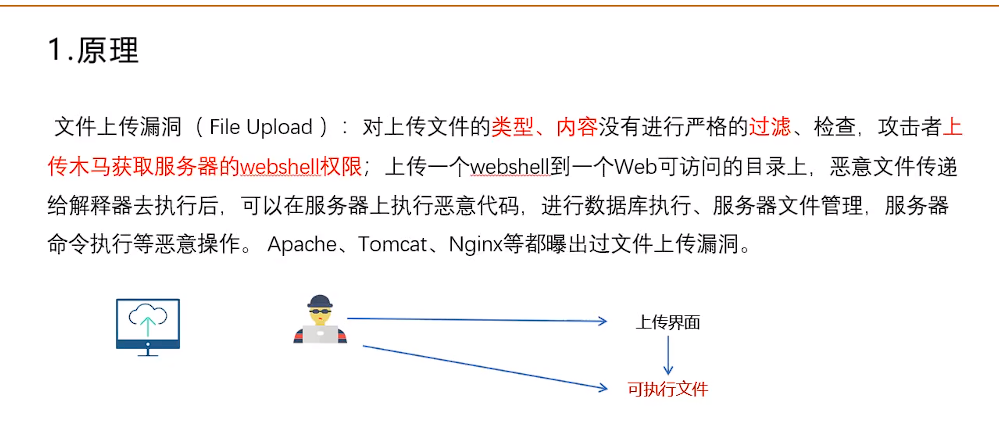 1.原理
文件上传漏洞（ File Upload ）：对上传文件的类型、内容没有进行严格的过滤、检查，攻击者上
传木马获取服务器的webshell权限；上传一个webshell到一个Web可访问的目录上，恶意文件传递
给解释器去执行后，可以在服务器上执行恶意代码，进行数据库执行、服务器文件管理，服务器
命令执行等恶意操作。 Apache、Tomcat、Nginx等都曝出过文件上传漏洞。
上传界面
可执行文件